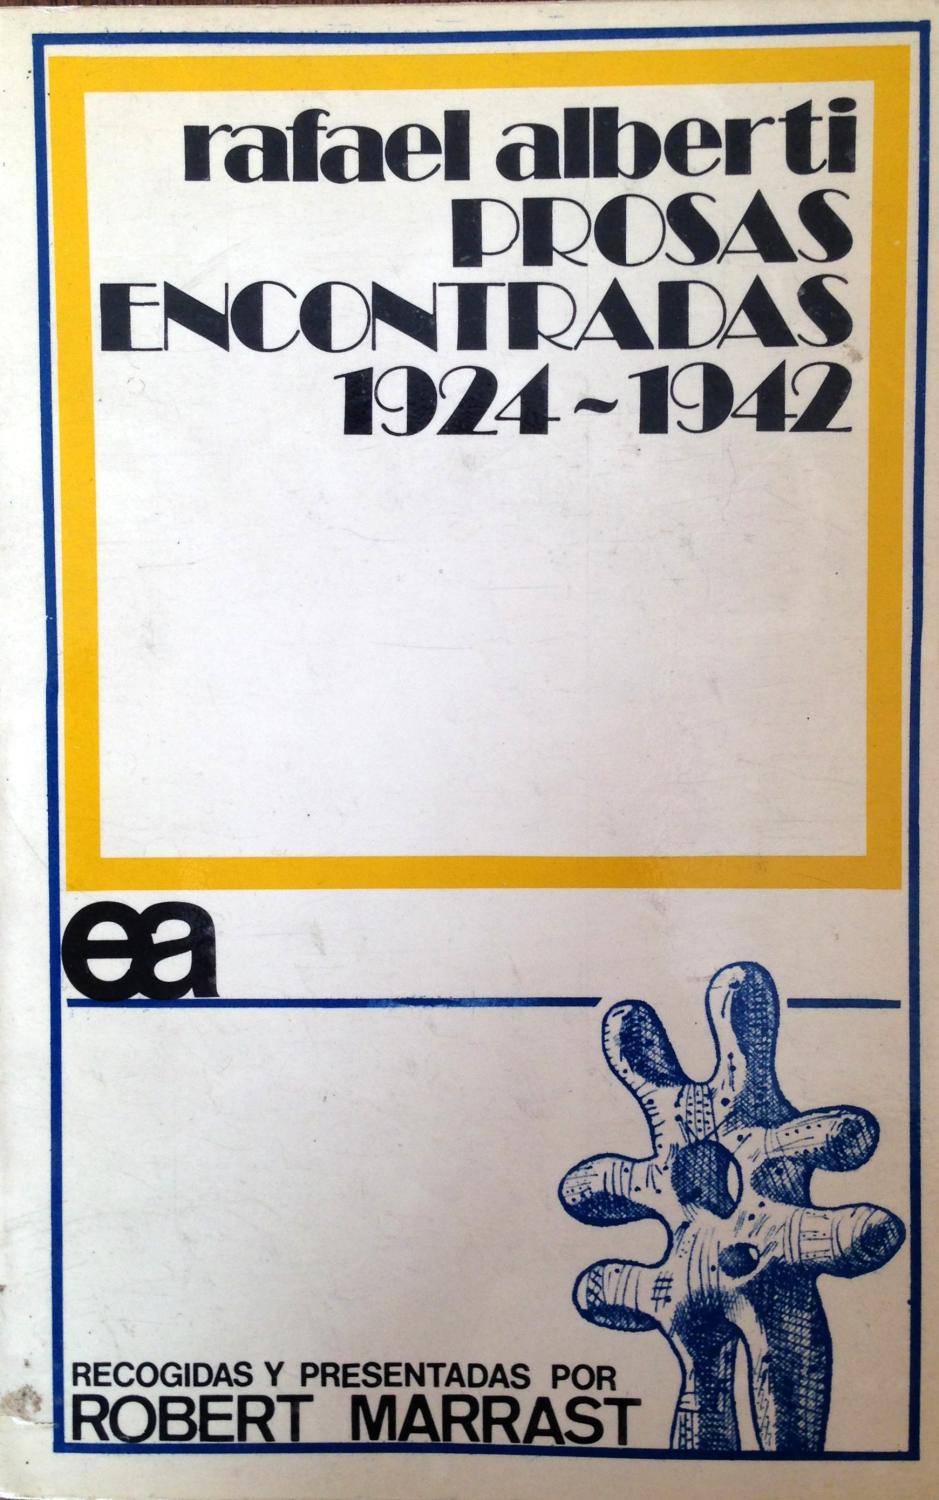 rafael alberti
PROSAS
ENCONTRADAS
1924~1942
ea
RECOGIDAS Y PRESENTADAS POR
ROBERT MARRAST